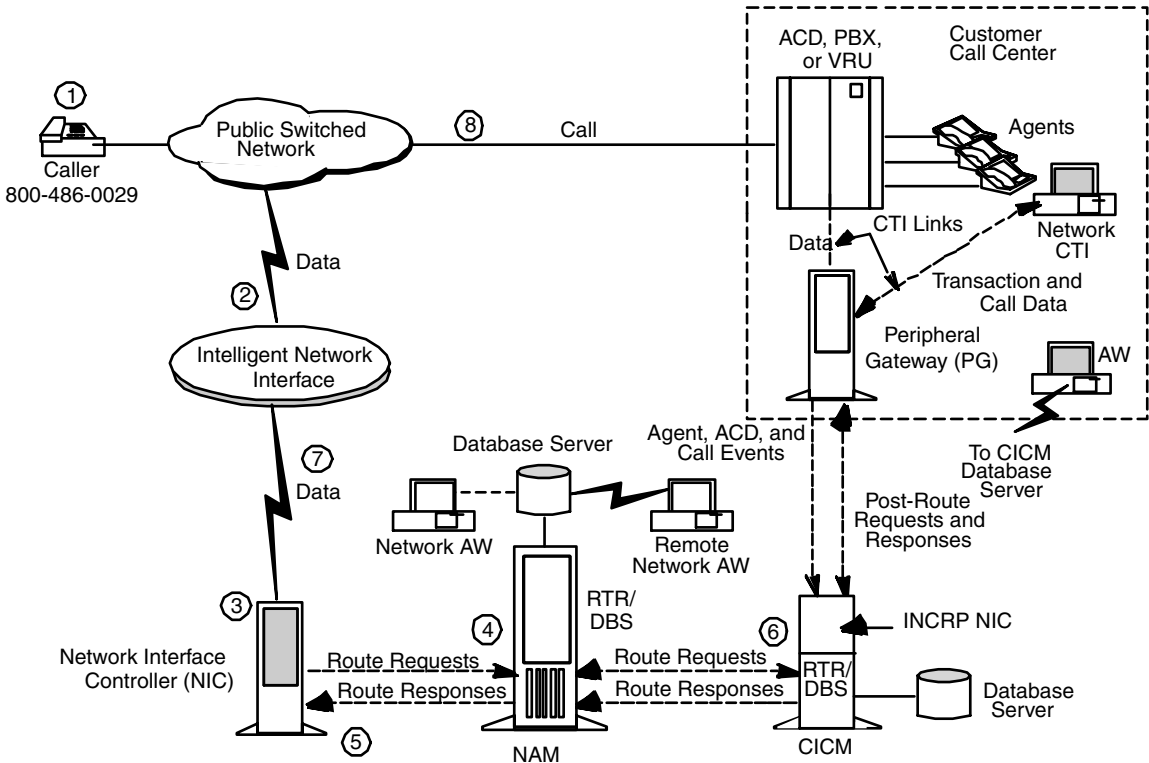 ACD, PBX,
or VRU
Customer
Call Center
1
Public Switched
Network
8
Call
Agents
Caller
800-486-0029
Data
CTI Links
Network
CTI
Data
2
Transaction and
Call Data
Intelligent Network
Interface
Peripheral
Gateway (PG)
AW
7
Data
Database Server
Agent, ACD, and
Call Events
To CICM
Database
Server
Post-Route
Requests and
Responses
Network AW
Remote
Network AW
3
4
RTR/
DBS
6
INCRP NIC
Network Interface
Controller (NIC)
Route Requests
Route Responses
Route Requests
Route Responses
RTR/
DBS
Database
Server
5
NAM
CICM